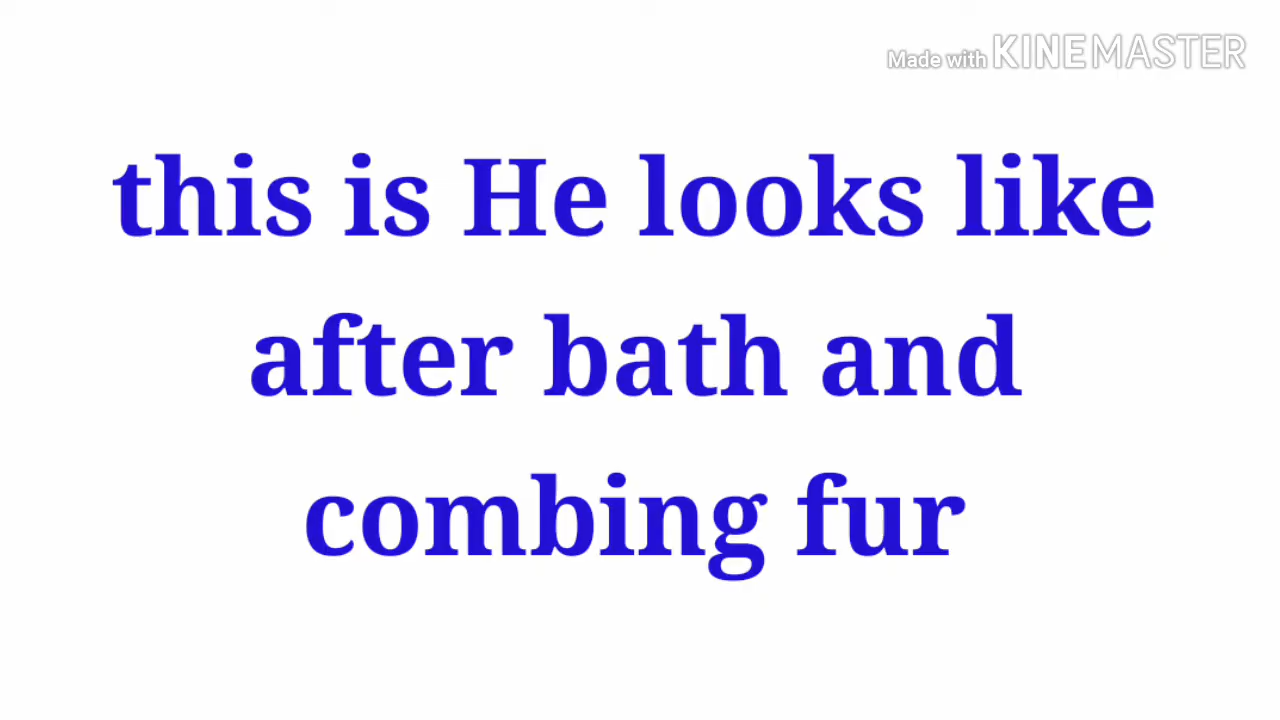 Made with KINEMASTER
this is He looks like
after bath and
combing fur